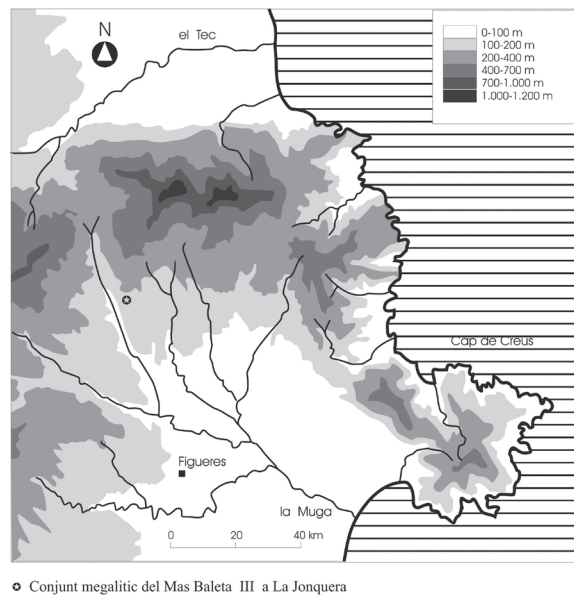 N
el Tec
0-100 m
100-200 m
200-400 m
400-700 m
700-1.000 m
1.000-1.200 m
Cap de Creus
Figueres
la Muga
0 20 40 km
Conjunt megalitic del Mas Baleta III a La Jonquera